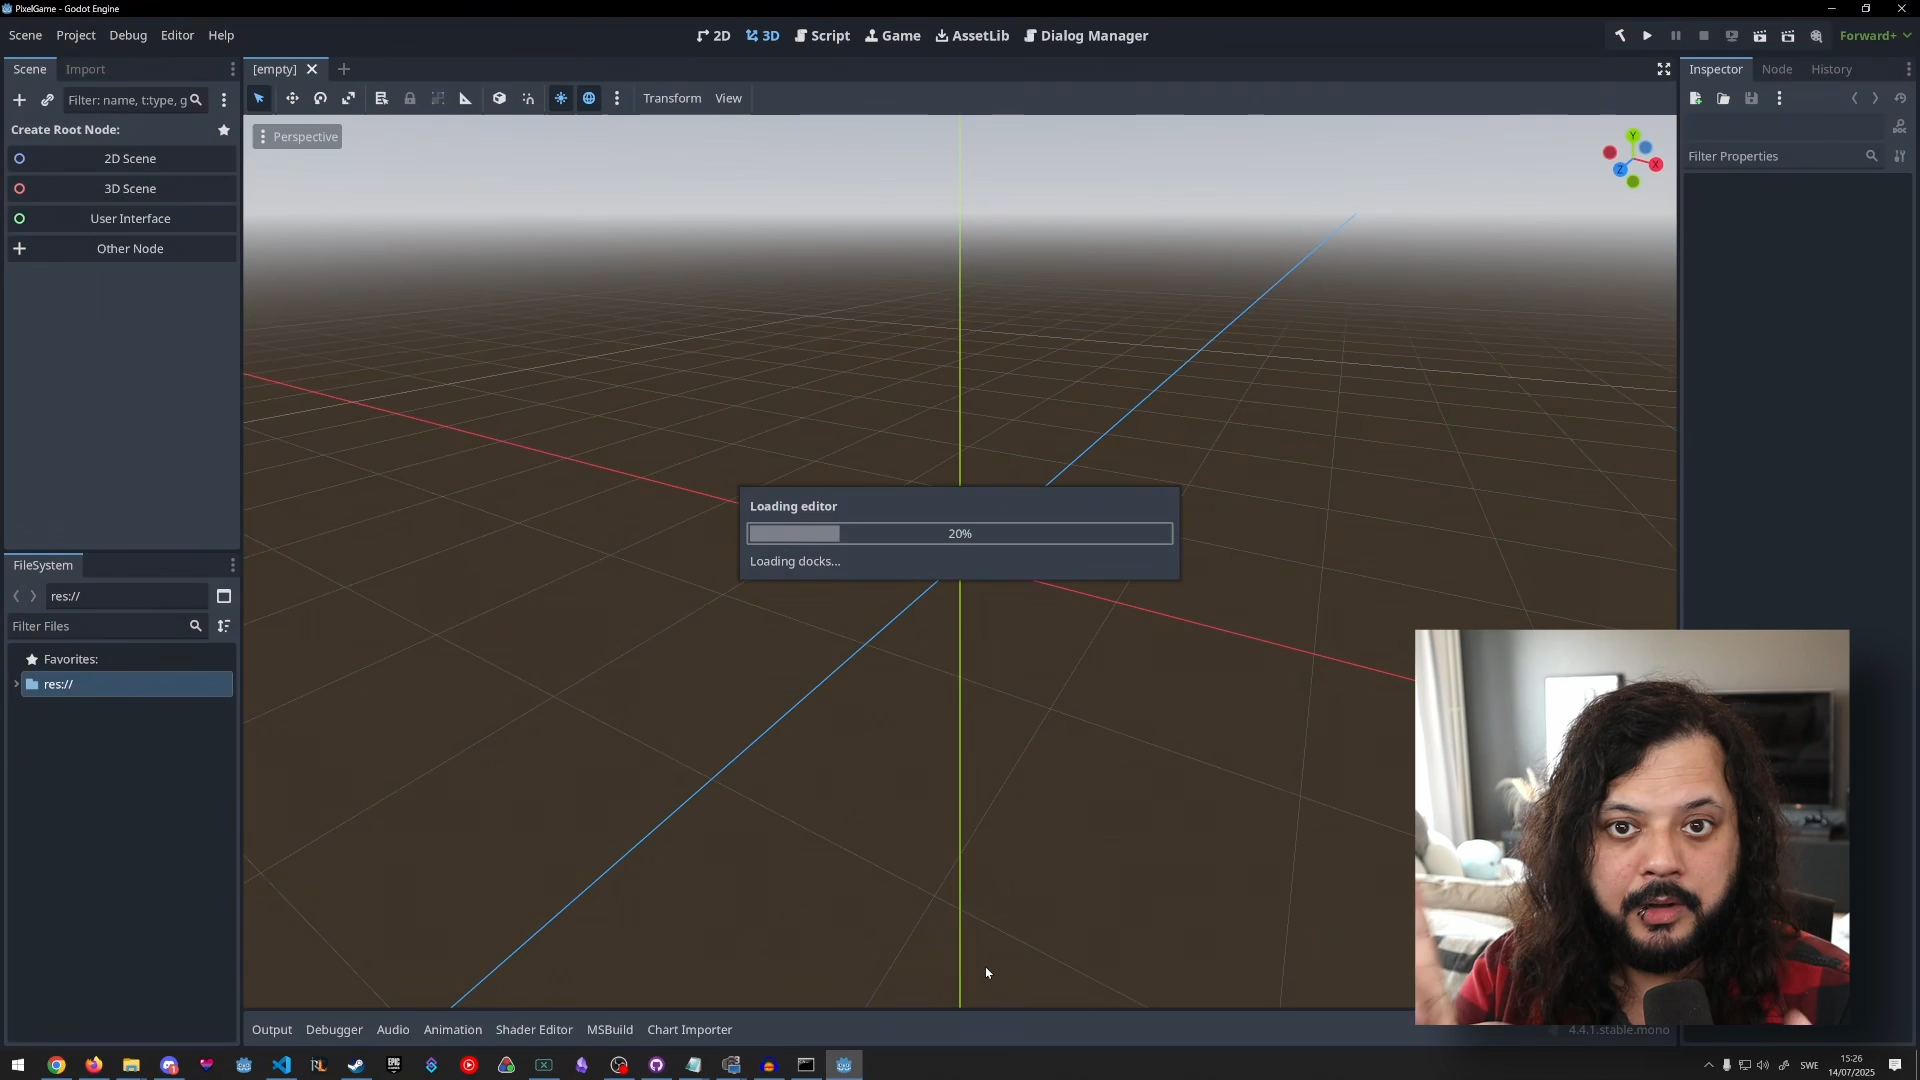 PixelGame - Godot Engine
Scene Project Debug Editor Help
2D 3D Script Game AssetLib Dialog Manager
Forward+
Scene Import
[empty]
Inspector Node History
Filter: name, t:type, g
Transform View
Create Root Node:
Perspective
Y
X
Z
DOC
Filter Properties
2D Scene
3D Scene
User Interface
Other Node
Loading editor
20%
Loading docks...
FileSystem
res://
Filter Files
Favorites:
res://
Output Debugger Audio Animation Shader Editor MSBuild Chart Importer
4.4.1.stable.mono
SWE
15:26
14/07/2025